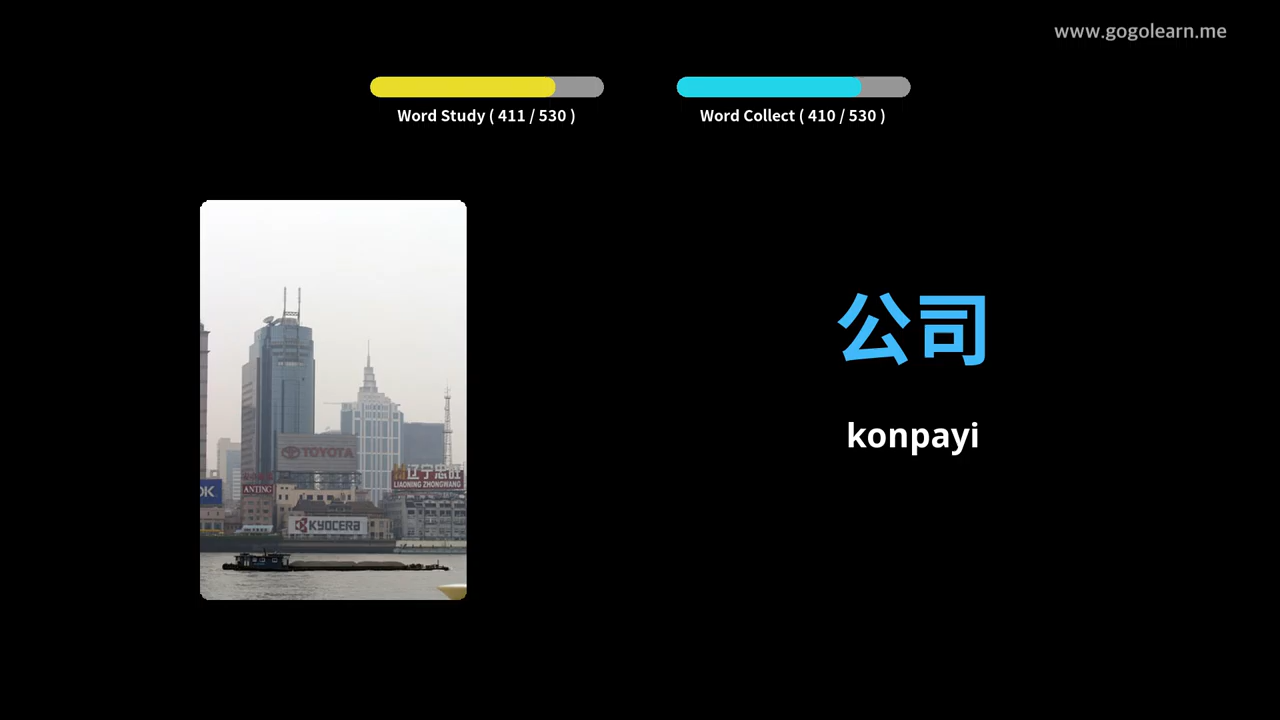 www.gogolearn.me
Word Study ( 411 / 530 )
Word Collect ( 410 / 530 )
公司
konpayi
TOYOTA
辽宁忠旺
LIAONING ZHONGWANG
OK
ANTING
KYOCERA